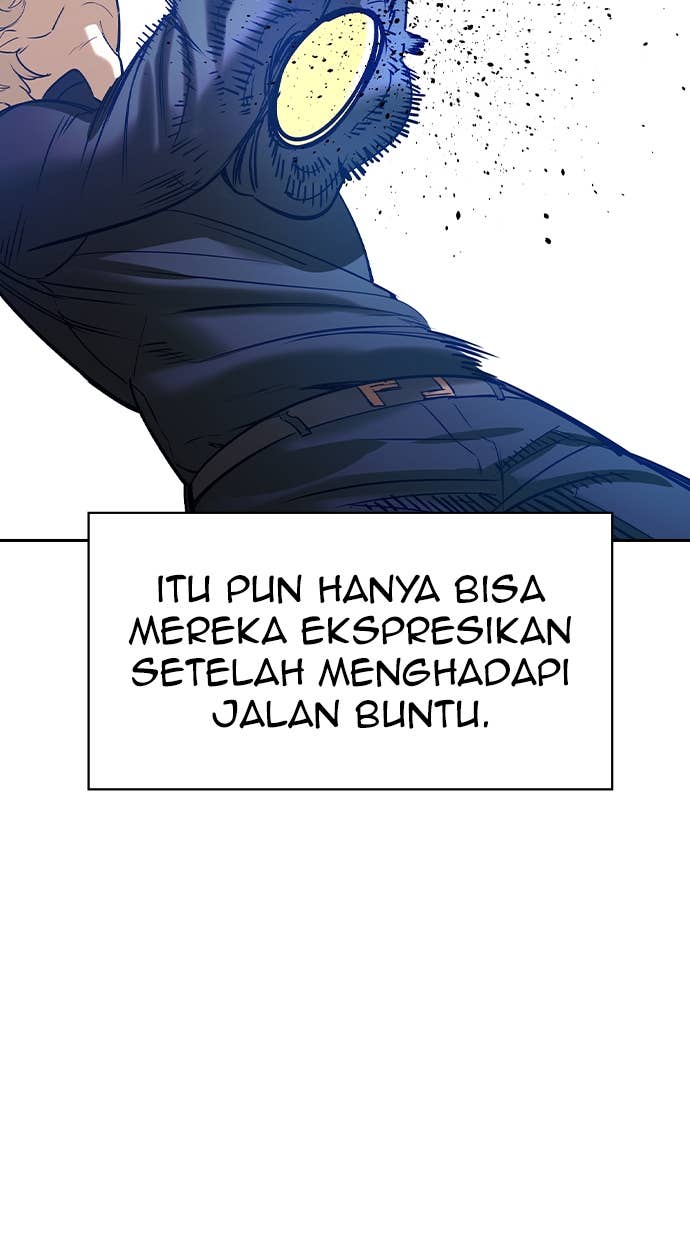 ITU PUN HANYA BISA
MEREKA EKSPRESIKAN
SETELAH MENGHADAPI
JALAN BUNTU.